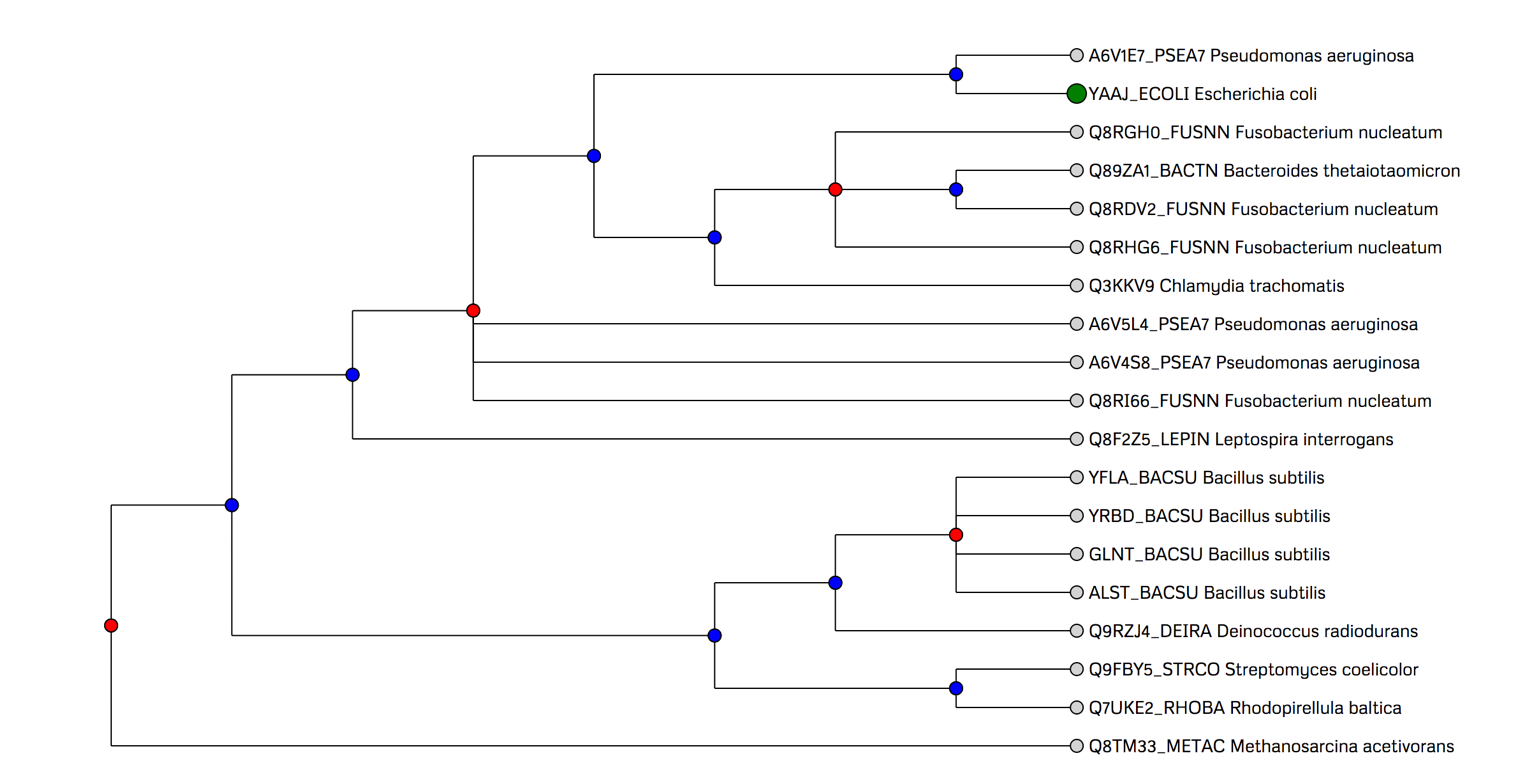 A6V1E7_PSEA7 Pseudomonas aeruginosa
YAAJ_ECOLI Escherichia coli
Q8RGH0_FUSNN Fusobacterium nucleatum
Q89ZA1_BACTN Bacteroides thetaiotaomicron
Q8RDV2_FUSNN Fusobacterium nucleatum
Q8RHG6_FUSNN Fusobacterium nucleatum
Q3KKV9 Chlamydia trachomatis
A6V5L4_PSEA7 Pseudomonas aeruginosa
A6V4S8_PSEA7 Pseudomonas aeruginosa
Q8RI66_FUSNN Fusobacterium nucleatum
Q8F2Z5_LEPIN Leptospira interrogans
YFLA_BACSU Bacillus subtilis
YRBD_BACSU Bacillus subtilis
GLNT_BACSU Bacillus subtilis
ALST_BACSU Bacillus subtilis
Q9RZJ4_DEIRA Deinococcus radiodurans
Q9FBY5_STRCO Streptomyces coelicolor
Q7UKE2_RHOBA Rhodopirellula baltica
Q8TM33_METAC Methanosarcina acetivorans